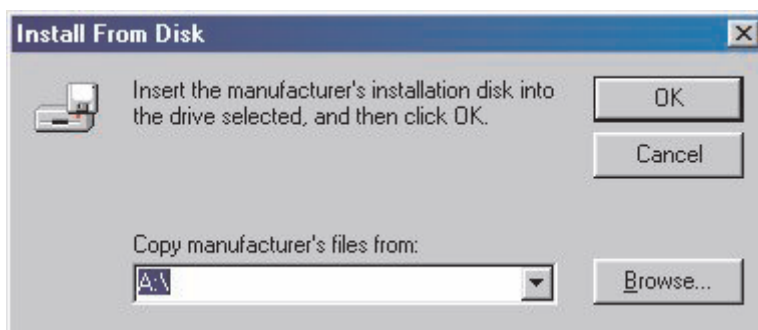 Install From Disk
Insert the manufacturer's installation disk into
the drive selected, and then click OK.
OK
Cancel
Copy manufacturer's files from:
A:\
Browse...